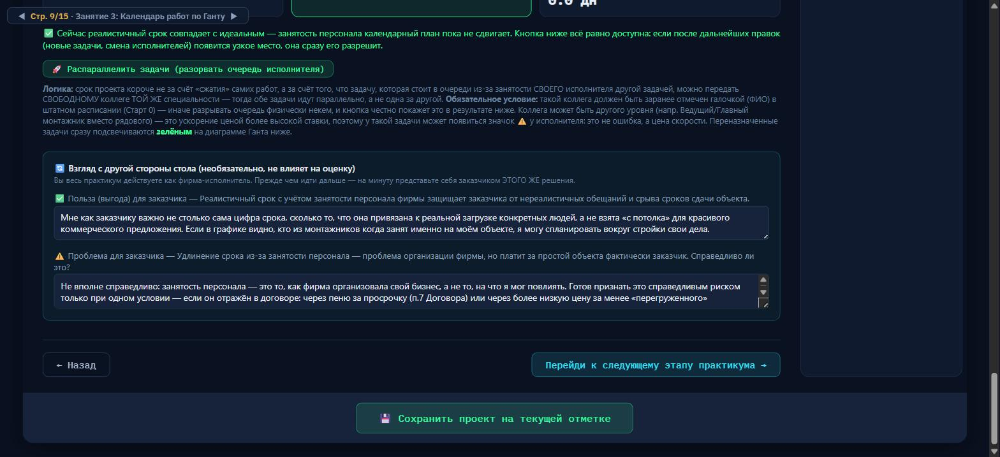 0.0 дн
◀ Стр. 9/15 · Занятие 3: Календарь работ по Ганту ▶
✅ Сейчас реалистичный срок совпадает с идеальным — занятость персонала календарный план пока не сдвигает. Кнопка ниже всё равно доступна: если после дальнейших правок
(новые задачи, смена исполнителей) появится узкое место, она сразу его разрешит.
🚀 Распараллелить задачи (разорвать очередь исполнителя)
Логика: срок проекта короче не за счёт «сжатия» самих работ, а за счёт того, что задачу, которая стоит в очереди из-за занятости СВОЕГО исполнителя другой задачей, можно передать
СВОБОДНОМУ коллеге ТОЙ ЖЕ специальности — тогда обе задачи идут параллельно, а не одна за другой. Обязательное условие: такой коллега должен быть заранее отмечен галочкой (ФИО) в
штатном расписании (Старт 0) — иначе разрывать очередь физически некем, и кнопка честно покажет это в результате ниже. Коллега может быть другого уровня (напр. Ведущий/Главный
монтажник вместо рядового) — это ускорение ценой более высокой ставки, поэтому у такой задачи может появиться значок ⚠️ у исполнителя: это не ошибка, а цена скорости. Переназначенные
задачи сразу подсвечиваются зелёным на диаграмме Ганта ниже.
🔄 Взгляд с другой стороны стола (необязательно, не влияет на оценку)
Вы весь практикум действуете как фирма-исполнитель. Прежде чем идти дальше — на минуту представьте себя заказчиком ЭТОГО ЖЕ решения.
✅ Польза (выгода) для заказчика — Реалистичный срок с учётом занятости персонала фирмы защищает заказчика от нереалистичных обещаний и срыва сроков сдачи объекта.
Мне как заказчику важно не столько сама цифра срока, сколько то, что она привязана к реальной загрузке конкретных людей, а не взята «с потолка» для красивого
коммерческого предложения. Если в графике видно, кто из монтажников когда занят именно на моём объекте, я могу спланировать вокруг стройки свои дела.
⚠️ Проблема для заказчика — Удлинение срока из-за занятости персонала — проблема организации фирмы, но платит за простой объекта фактически заказчик. Справедливо ли
это?
Не вполне справедливо: занятость персонала — это то, как фирма организовала свой бизнес, а не то, на что я мог повлиять. Готов признать это справедливым риском
только при одном условии — если он отражён в договоре: через пеню за просрочку (п.7 Договора) или через более низкую цену за менее «перегруженного»
← Назад
Перейди к следующему этапу практикума →
💾 Сохранить проект на текущей отметке